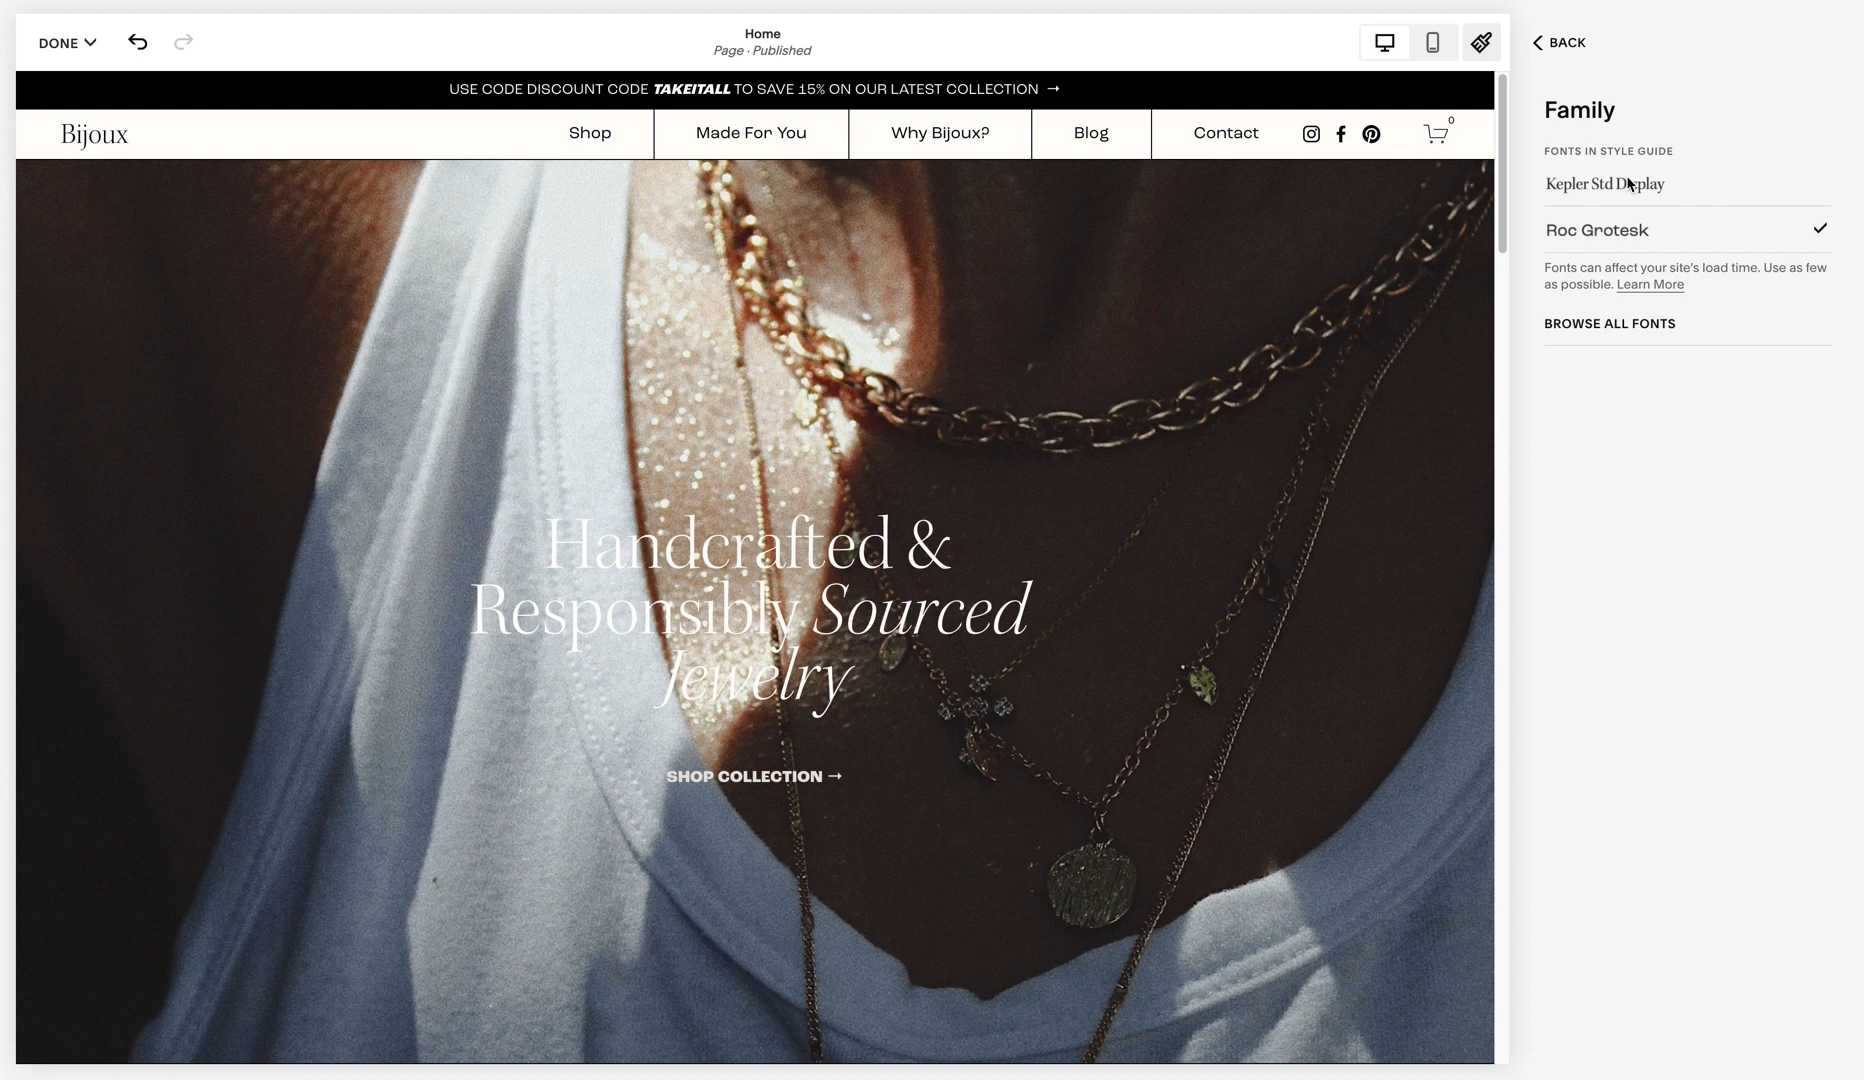 DONE
Home
Page · Published
BACK
USE CODE DISCOUNT CODE TAKEITALL TO SAVE 15% ON OUR LATEST COLLECTION →
Bijoux
Shop
Made For You
Why Bijoux?
Blog
Contact
0
Handcrafted &
Responsibly Sourced
Jewelry
SHOP COLLECTION →
Family
FONTS IN STYLE GUIDE
Kepler Std Display
Roc Grotesk
Fonts can affect your site's load time. Use as few
as possible. Learn More
BROWSE ALL FONTS